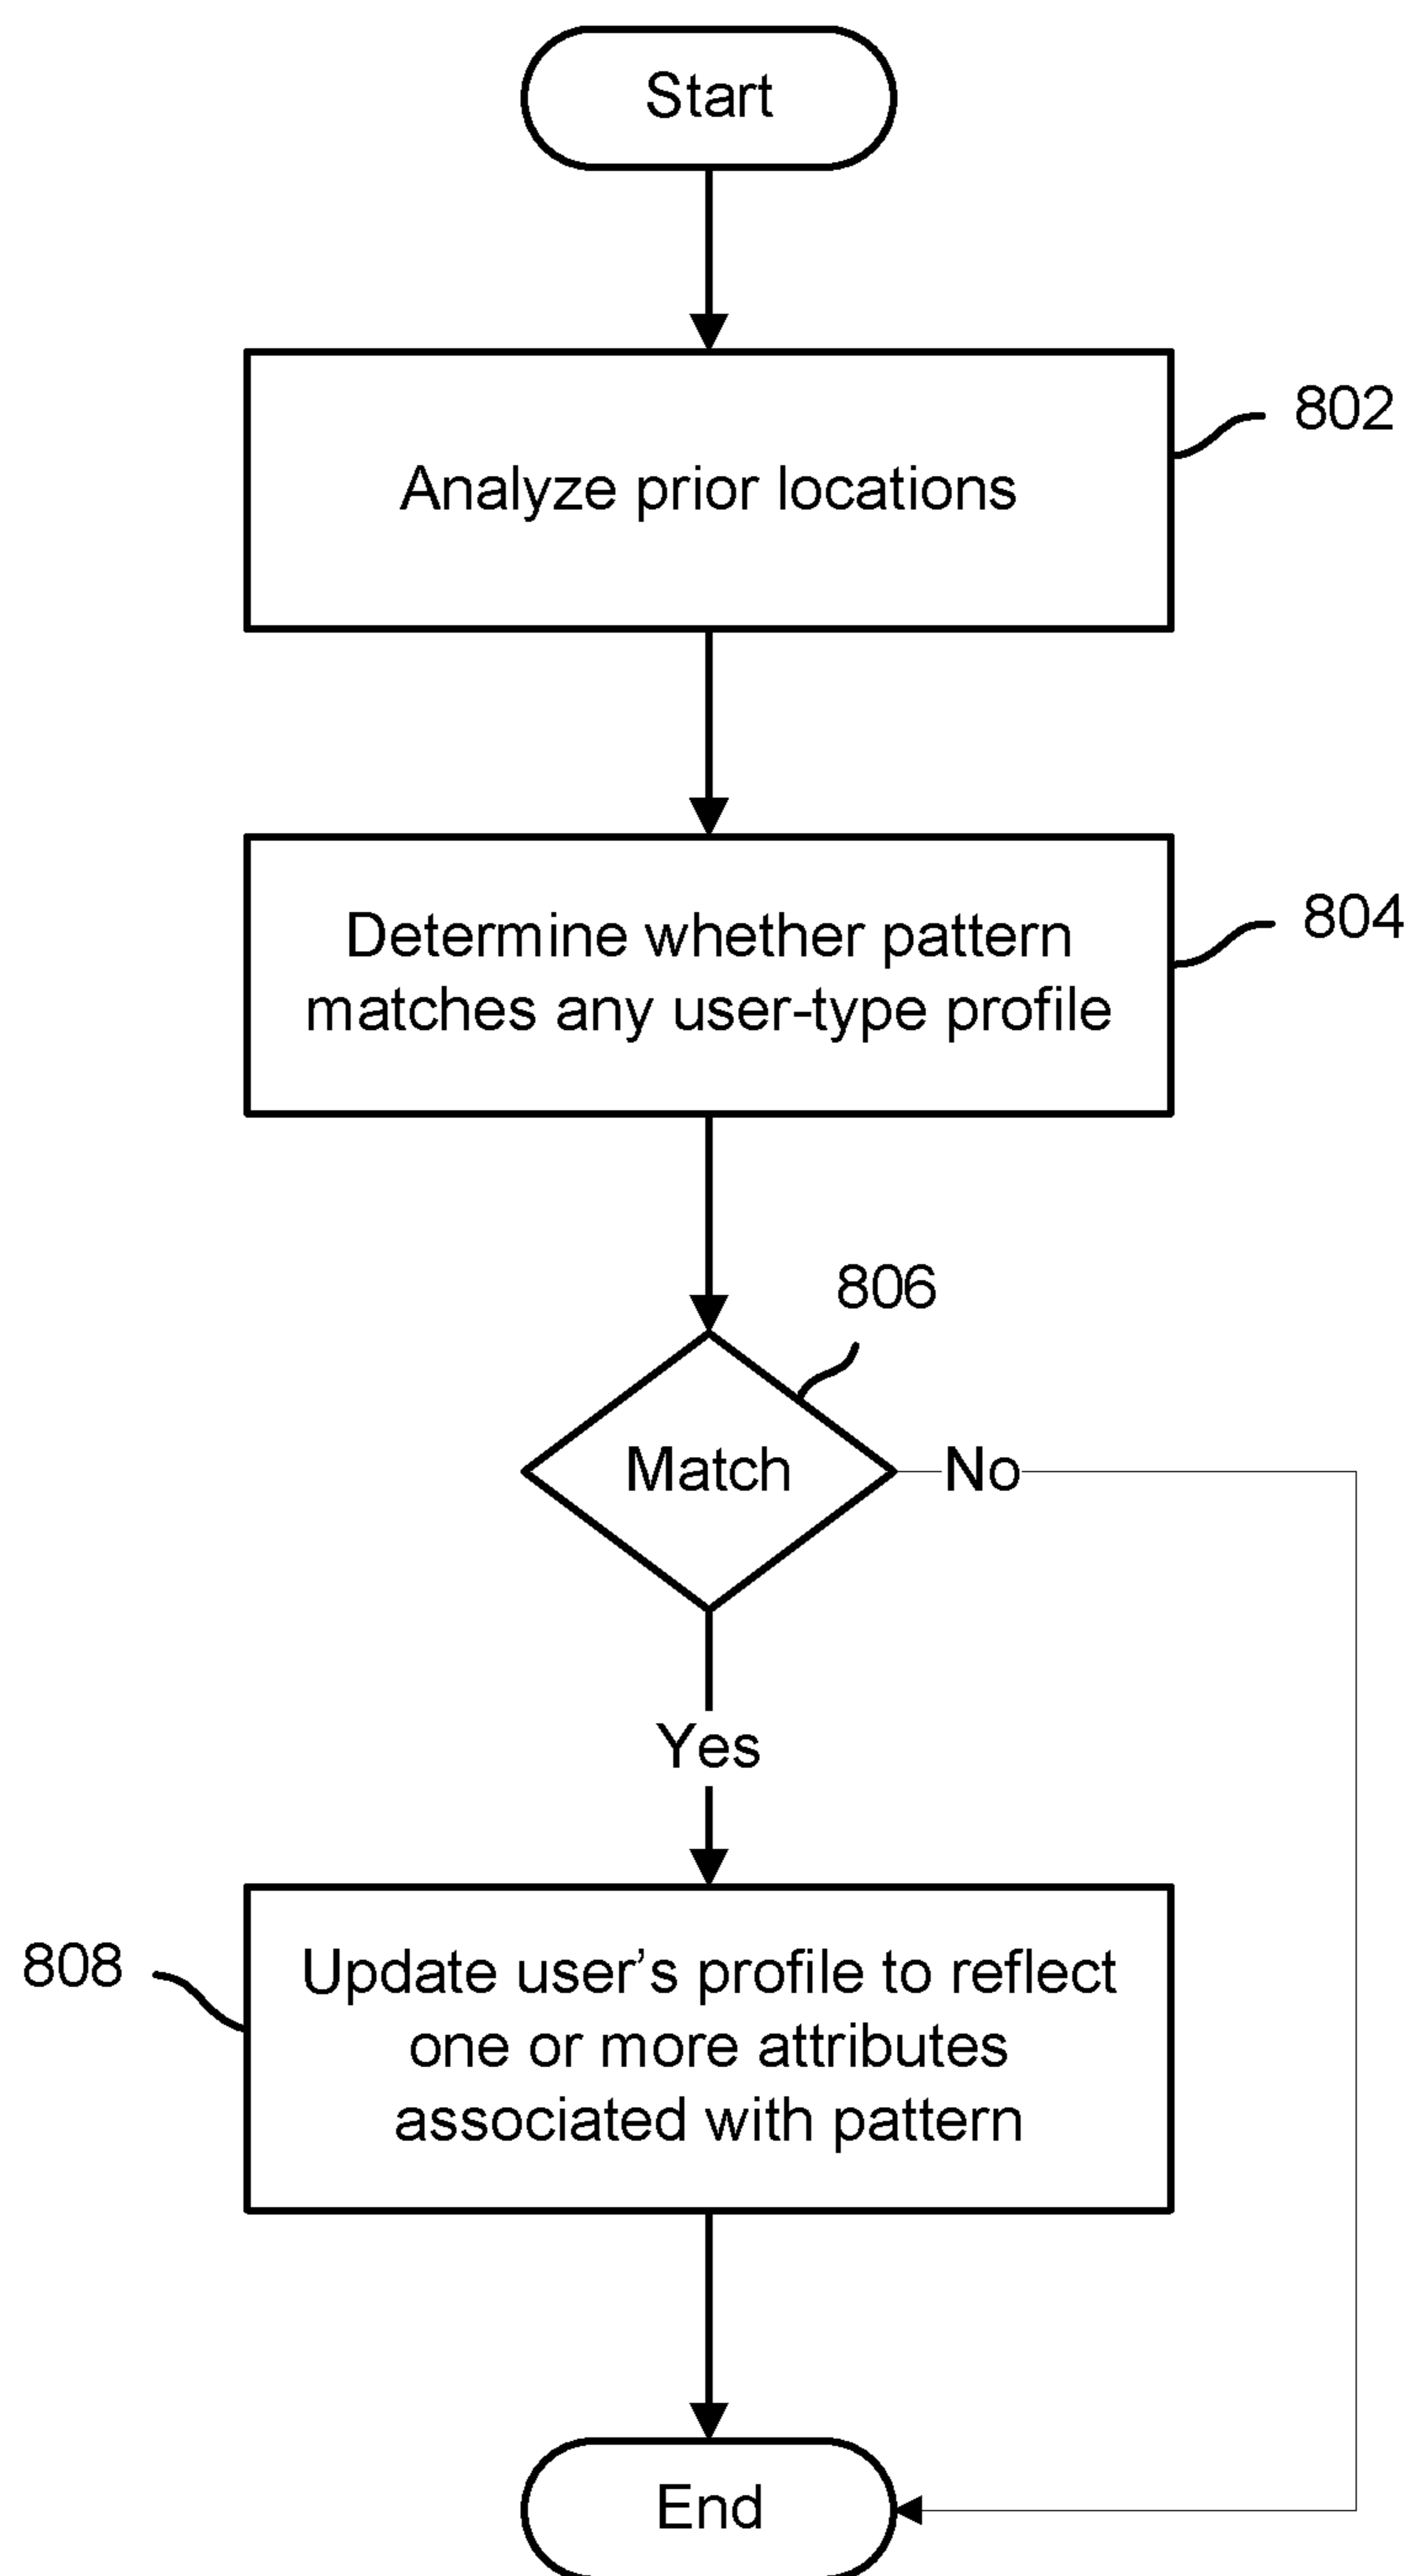 Start
802
Analyze prior locations
804
Determine whether pattern
matches any user-type profile
806
Match
No
Yes
808
Update user’s profile to reflect
one or more attributes
associated with pattern
End